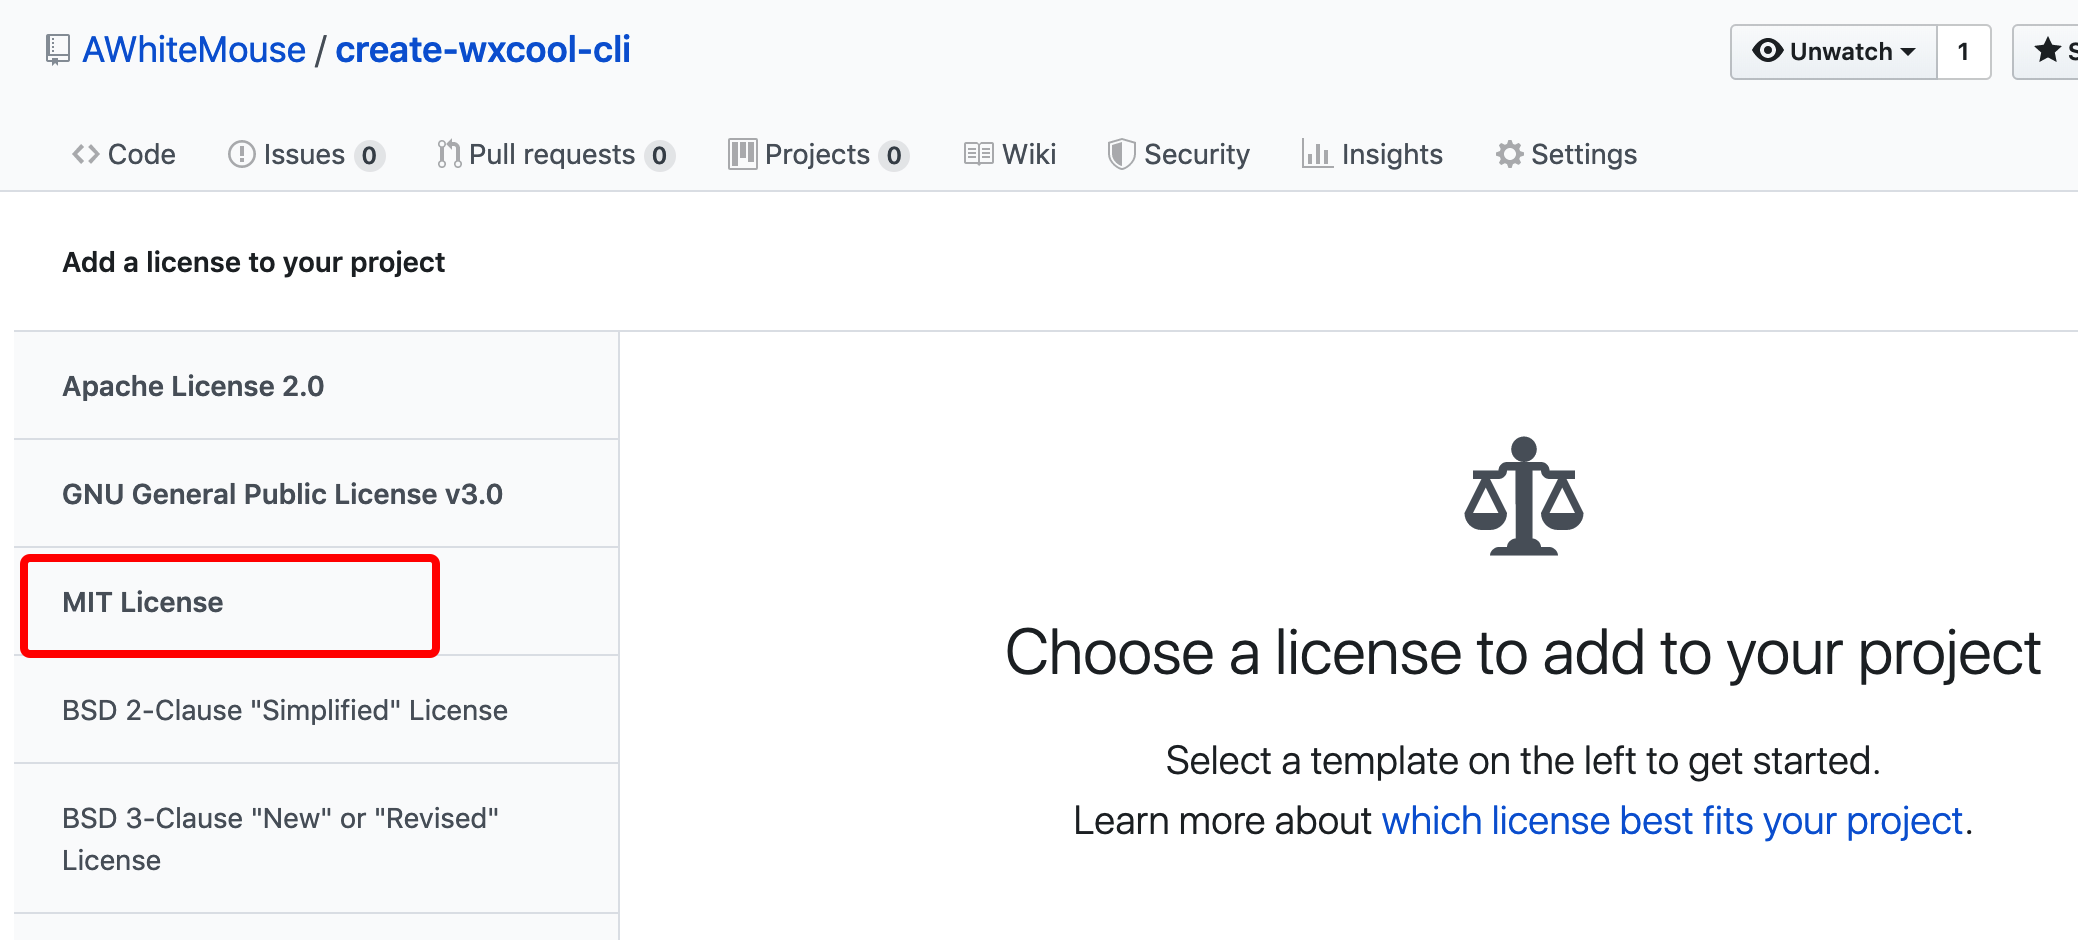 AWhiteMouse / create-wxcool-cli
Unwatch 1
Code Issues 0 Pull requests 0 Projects 0 Wiki Security Insights Settings
Add a license to your project
Apache License 2.0
GNU General Public License v3.0
MIT License
BSD 2-Clause "Simplified" License
BSD 3-Clause "New" or "Revised"
License
Choose a license to add to your project
Select a template on the left to get started.
Learn more about which license best fits your project.